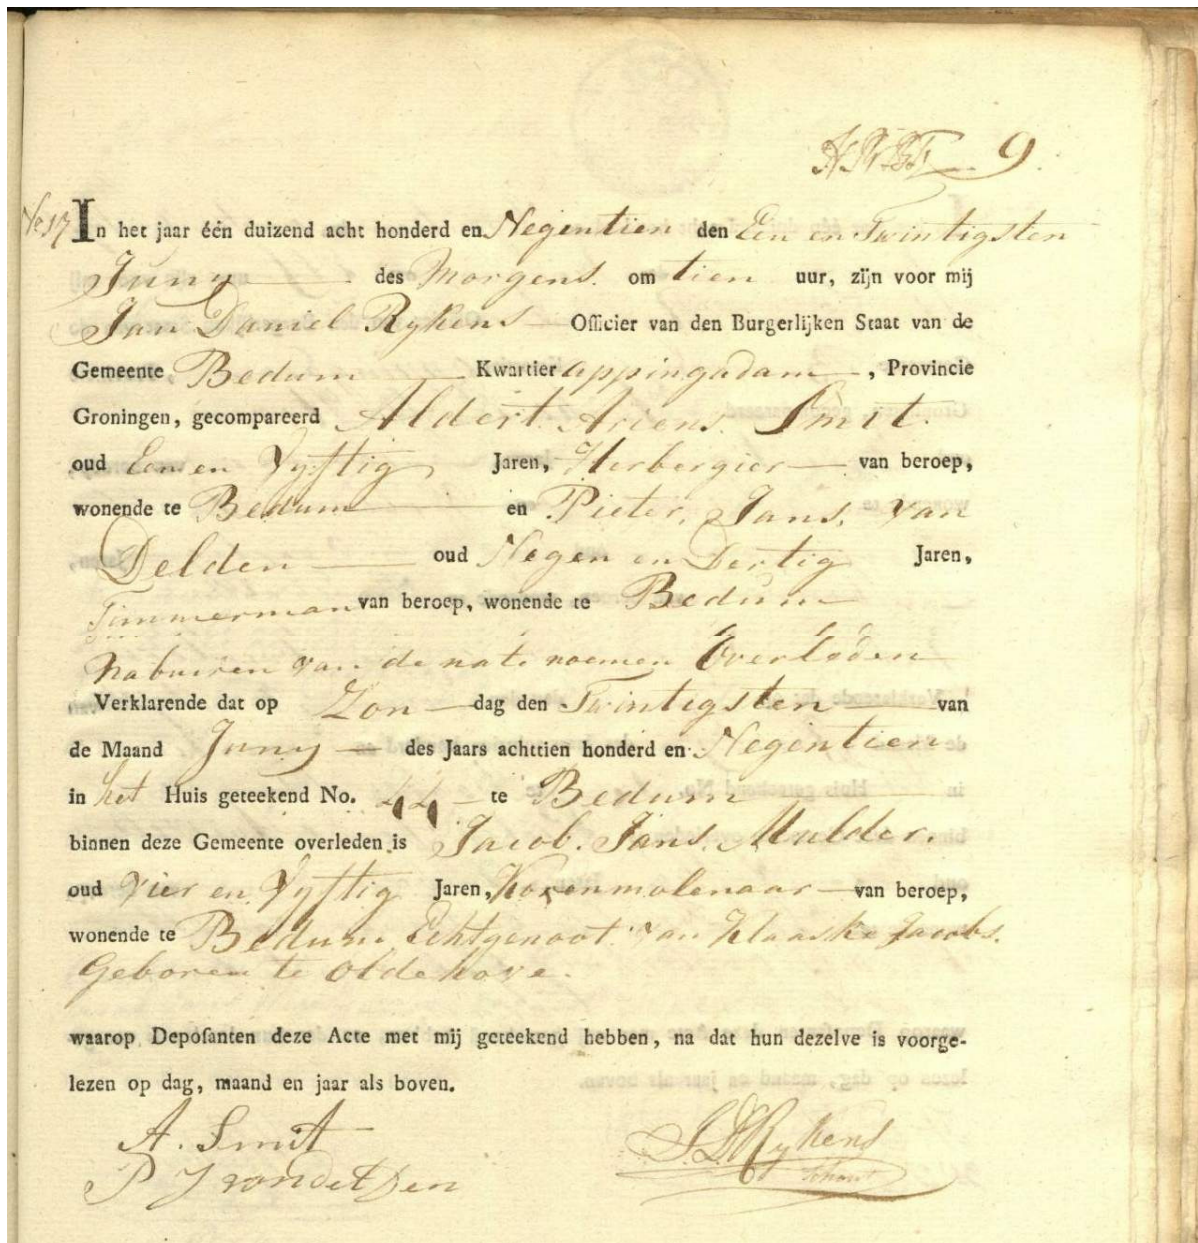 9
No 17 In het jaar één duizend acht honderd en Negentien den Een en Twintigsten
Juny des Morgens om tien uur, zijn voor mij
Jan Daniel Rykens Officier van den Burgerlijken Staat van de
Gemeente Bedum Kwartier appingadam, Provincie
Groningen, gecompareerd Aldert Ariens Smit.
oud Een en Vyftig Jaren, Herbergier van beroep,
wonende te Bedum en Pieter Jans van
Delden oud Negen en Dertig Jaren,
Timmerman van beroep, wonende te Bedum
Naburen van de nate noemen Overleden
Verklarende dat op Zon dag den Twintigsten van
de Maand Juny des Jaars achttien honderd en Negentien
in het Huis geteekend No. 44 te Bedum
binnen deze Gemeente overleden is Jacob Jans Mulder.
oud Vier en Vyftig Jaren, Korenmolenaar van beroep,
wonende te Bedum Echtgenoot van Klaaske Jacobs.
Geboren te Oldehove.
waarop Deposanten deze Acte met mij geteekend hebben, na dat hun dezelve is voorge-
lezen op dag, maand en jaar als boven.
A. Smit
P J van Delden
J D Rykens
Schout